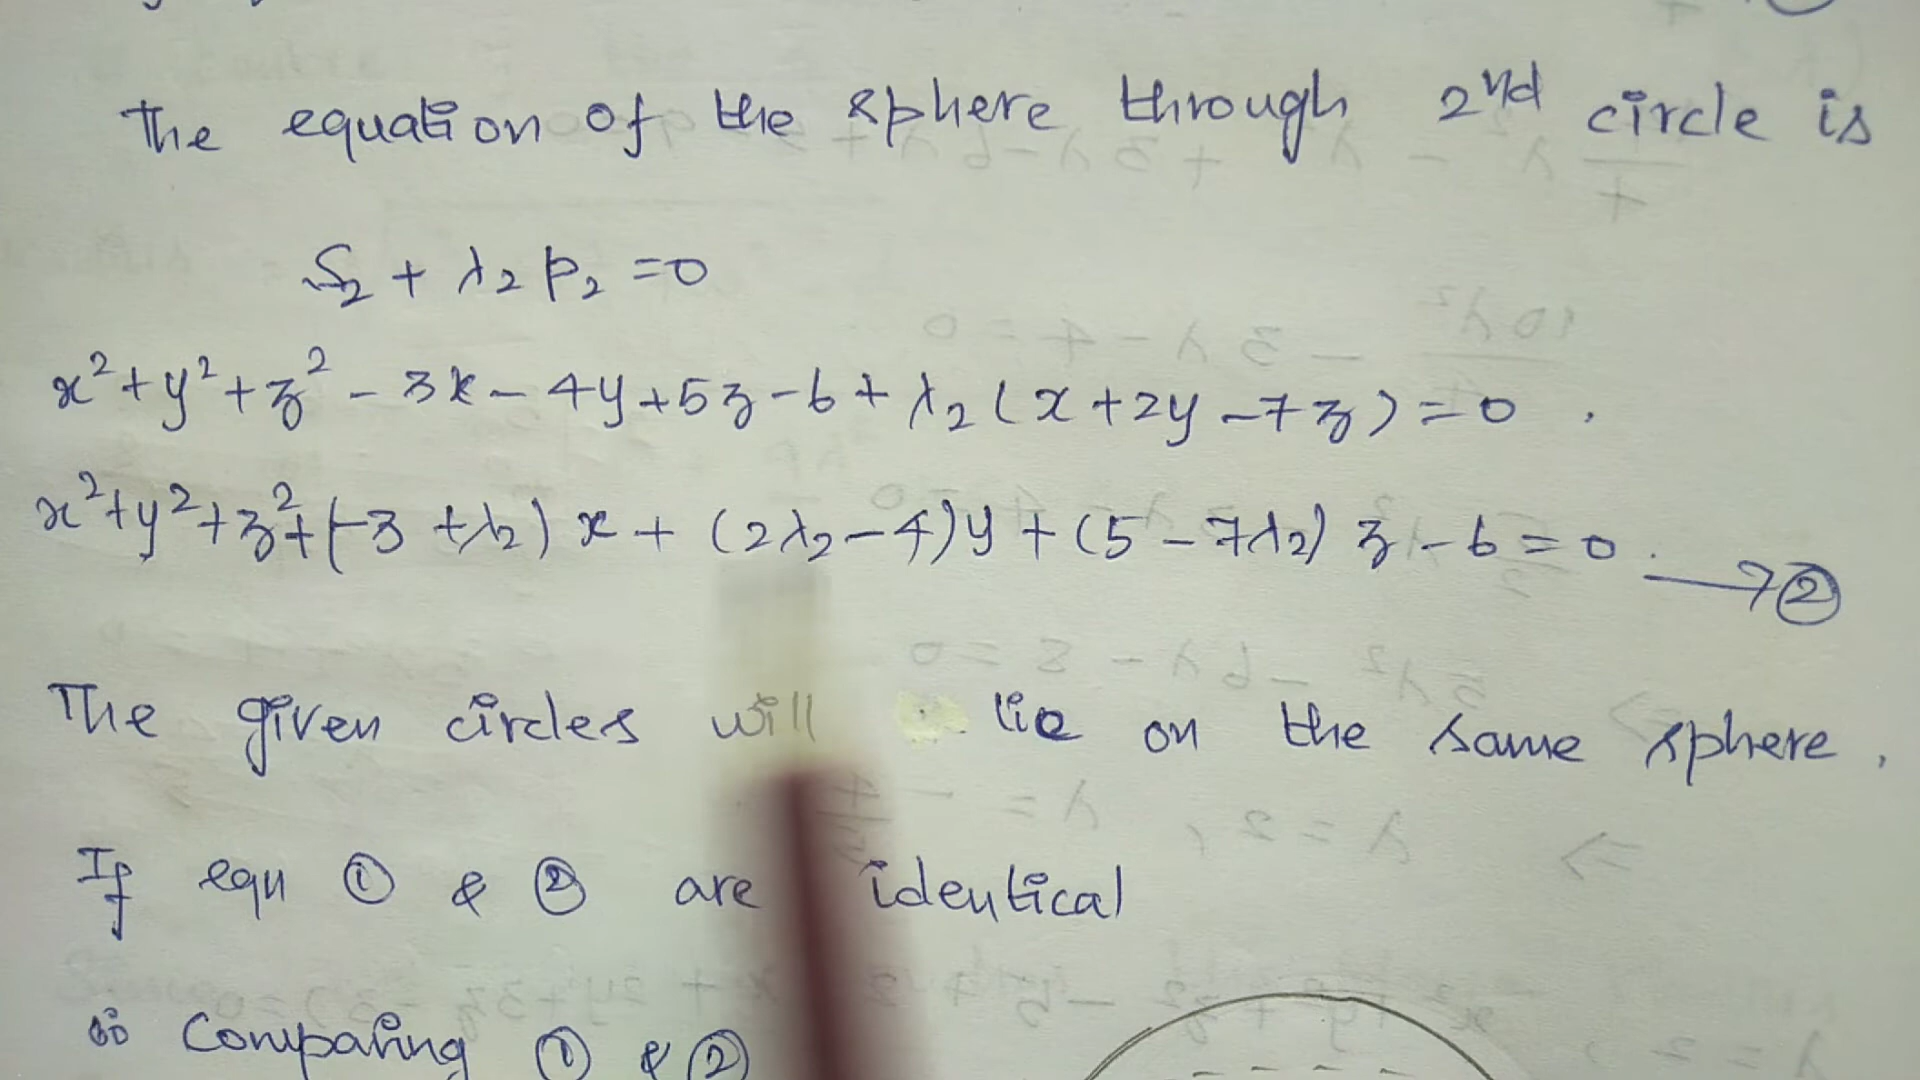 The equation of the sphere through 2nd circle is
S₂ + λ₂ P₂ = 0
x² + y² + z² - 3x - 4y + 5z - 6 + λ₂ (x + 2y - 7z) = 0 .
x² + y² + z² + (-3 + λ₂) x + (2λ₂ - 4) y + (5 - 7λ₂) z - 6 = 0 . → ②
The given circles will lie on the same sphere .
If equ ① & ② are identical
∴ Comparing ① & ②